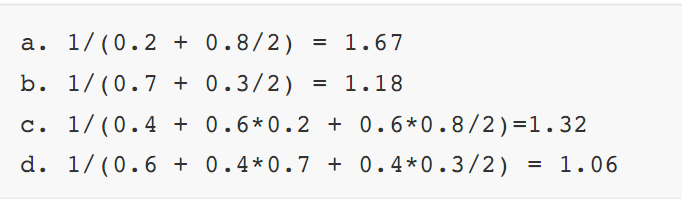 a. 1/(0.2 + 0.8/2) = 1.67
b. 1/(0.7 + 0.3/2) = 1.18
c. 1/(0.4 + 0.6*0.2 + 0.6*0.8/2)=1.32
d. 1/(0.6 + 0.4*0.7 + 0.4*0.3/2) = 1.06